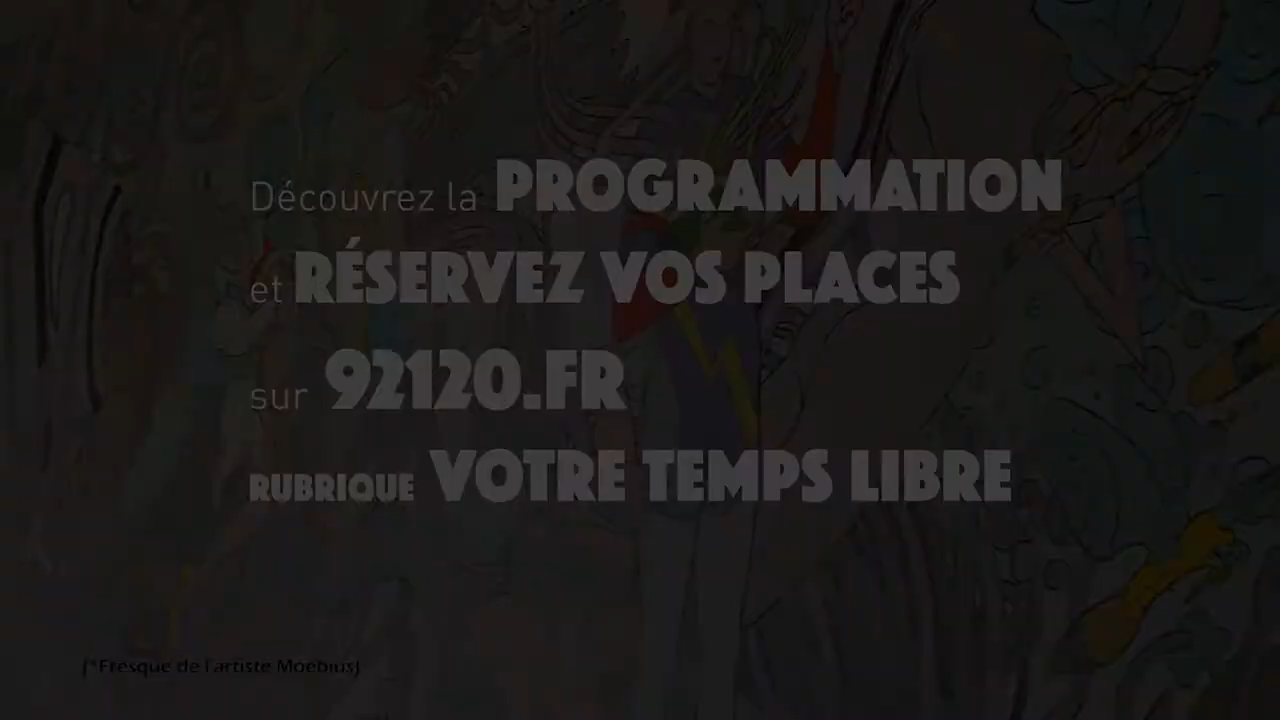 Découvrez la PROGRAMMATION
et RÉSERVEZ VOS PLACES
sur 92120.FR
RUBRIQUE VOTRE TEMPS LIBRE
(*Fresque de l'artiste Moebius)